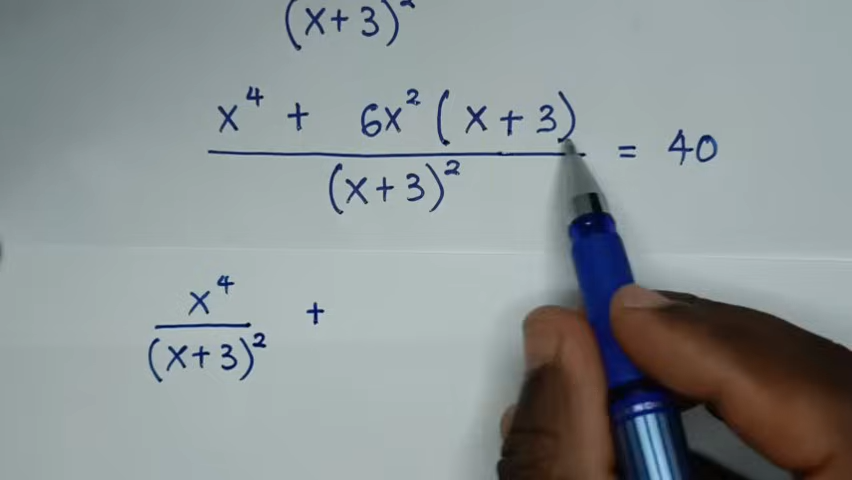 (x+3)²
x⁴ + 6x² (x+3)
(x+3)²
= 40
x⁴
(x+3)²
+